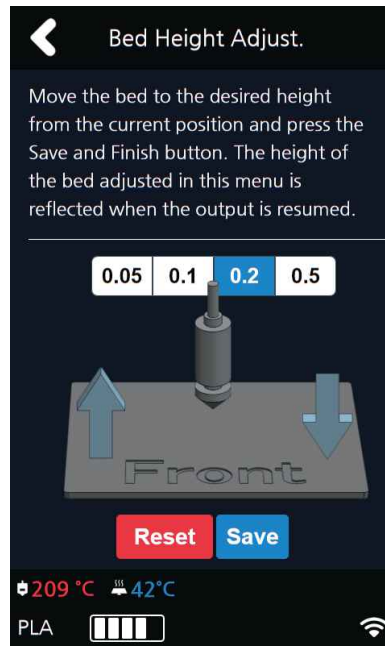 Bed Height Adjust.
Move the bed to the desired height
from the current position and press the
Save and Finish button. The height of
the bed adjusted in this menu is
reflected when the output is resumed.
0.05 0.1 0.2 0.5
Front
Reset Save
209 °C 42°C
PLA